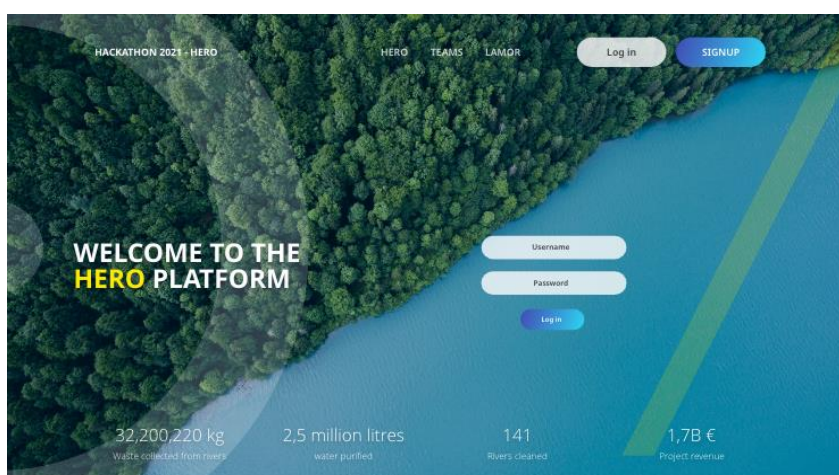 HACKATHON 2021 - HERO
HERO TEAMS LAMOR
Log in SIGNUP
WELCOME TO THE
HERO PLATFORM
Username
Password
Log in
32,200,220 kg
Waste collected from rivers
2,5 million litres
water purified
141
Rivers cleaned
1,7B €
Project revenue